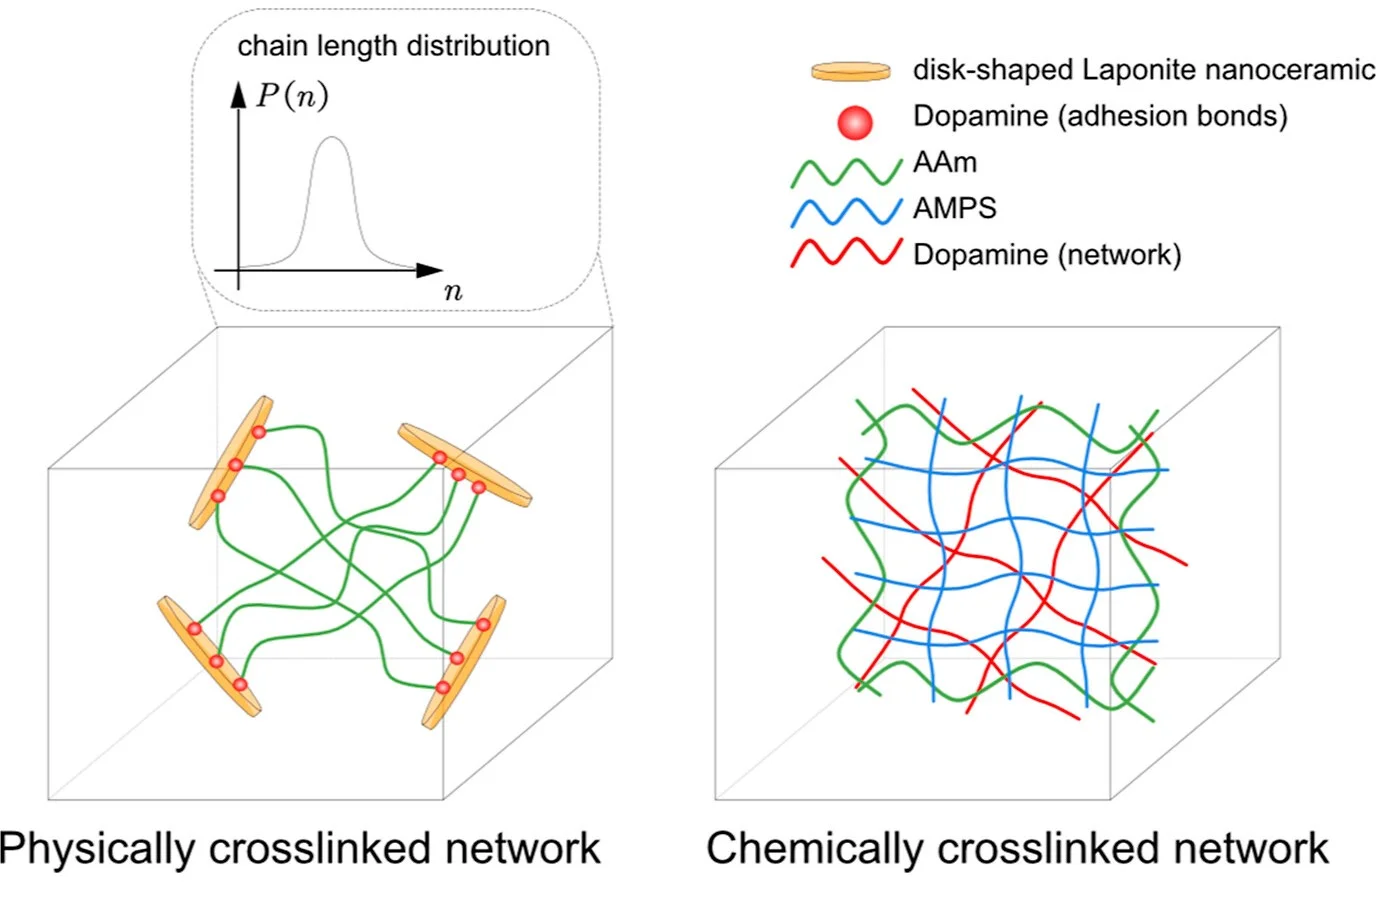 chain length distribution
P(n)
n
disk-shaped Laponite nanoceramic
Dopamine (adhesion bonds)
AAm
AMPS
Dopamine (network)
Physically crosslinked network
Chemically crosslinked network